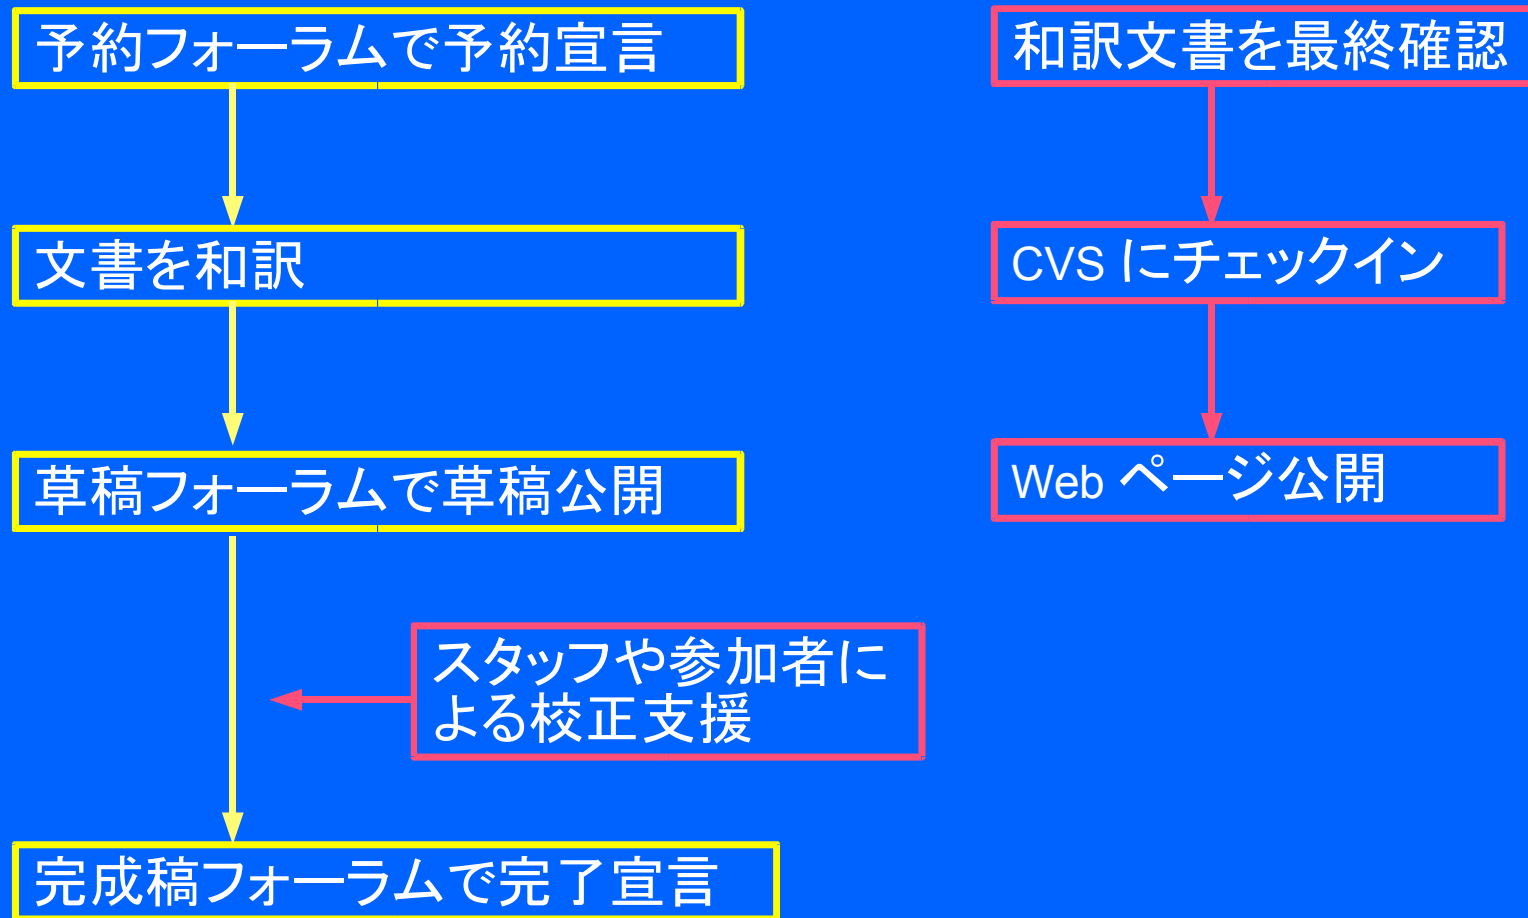 予約フォーラムで予約宣言
文書を和訳
草稿フォーラムで草稿公開
スタッフや参加者に
よる校正支援
完成稿フォーラムで完了宣言
和訳文書を最終確認
CVS にチェックイン
Web ページ公開